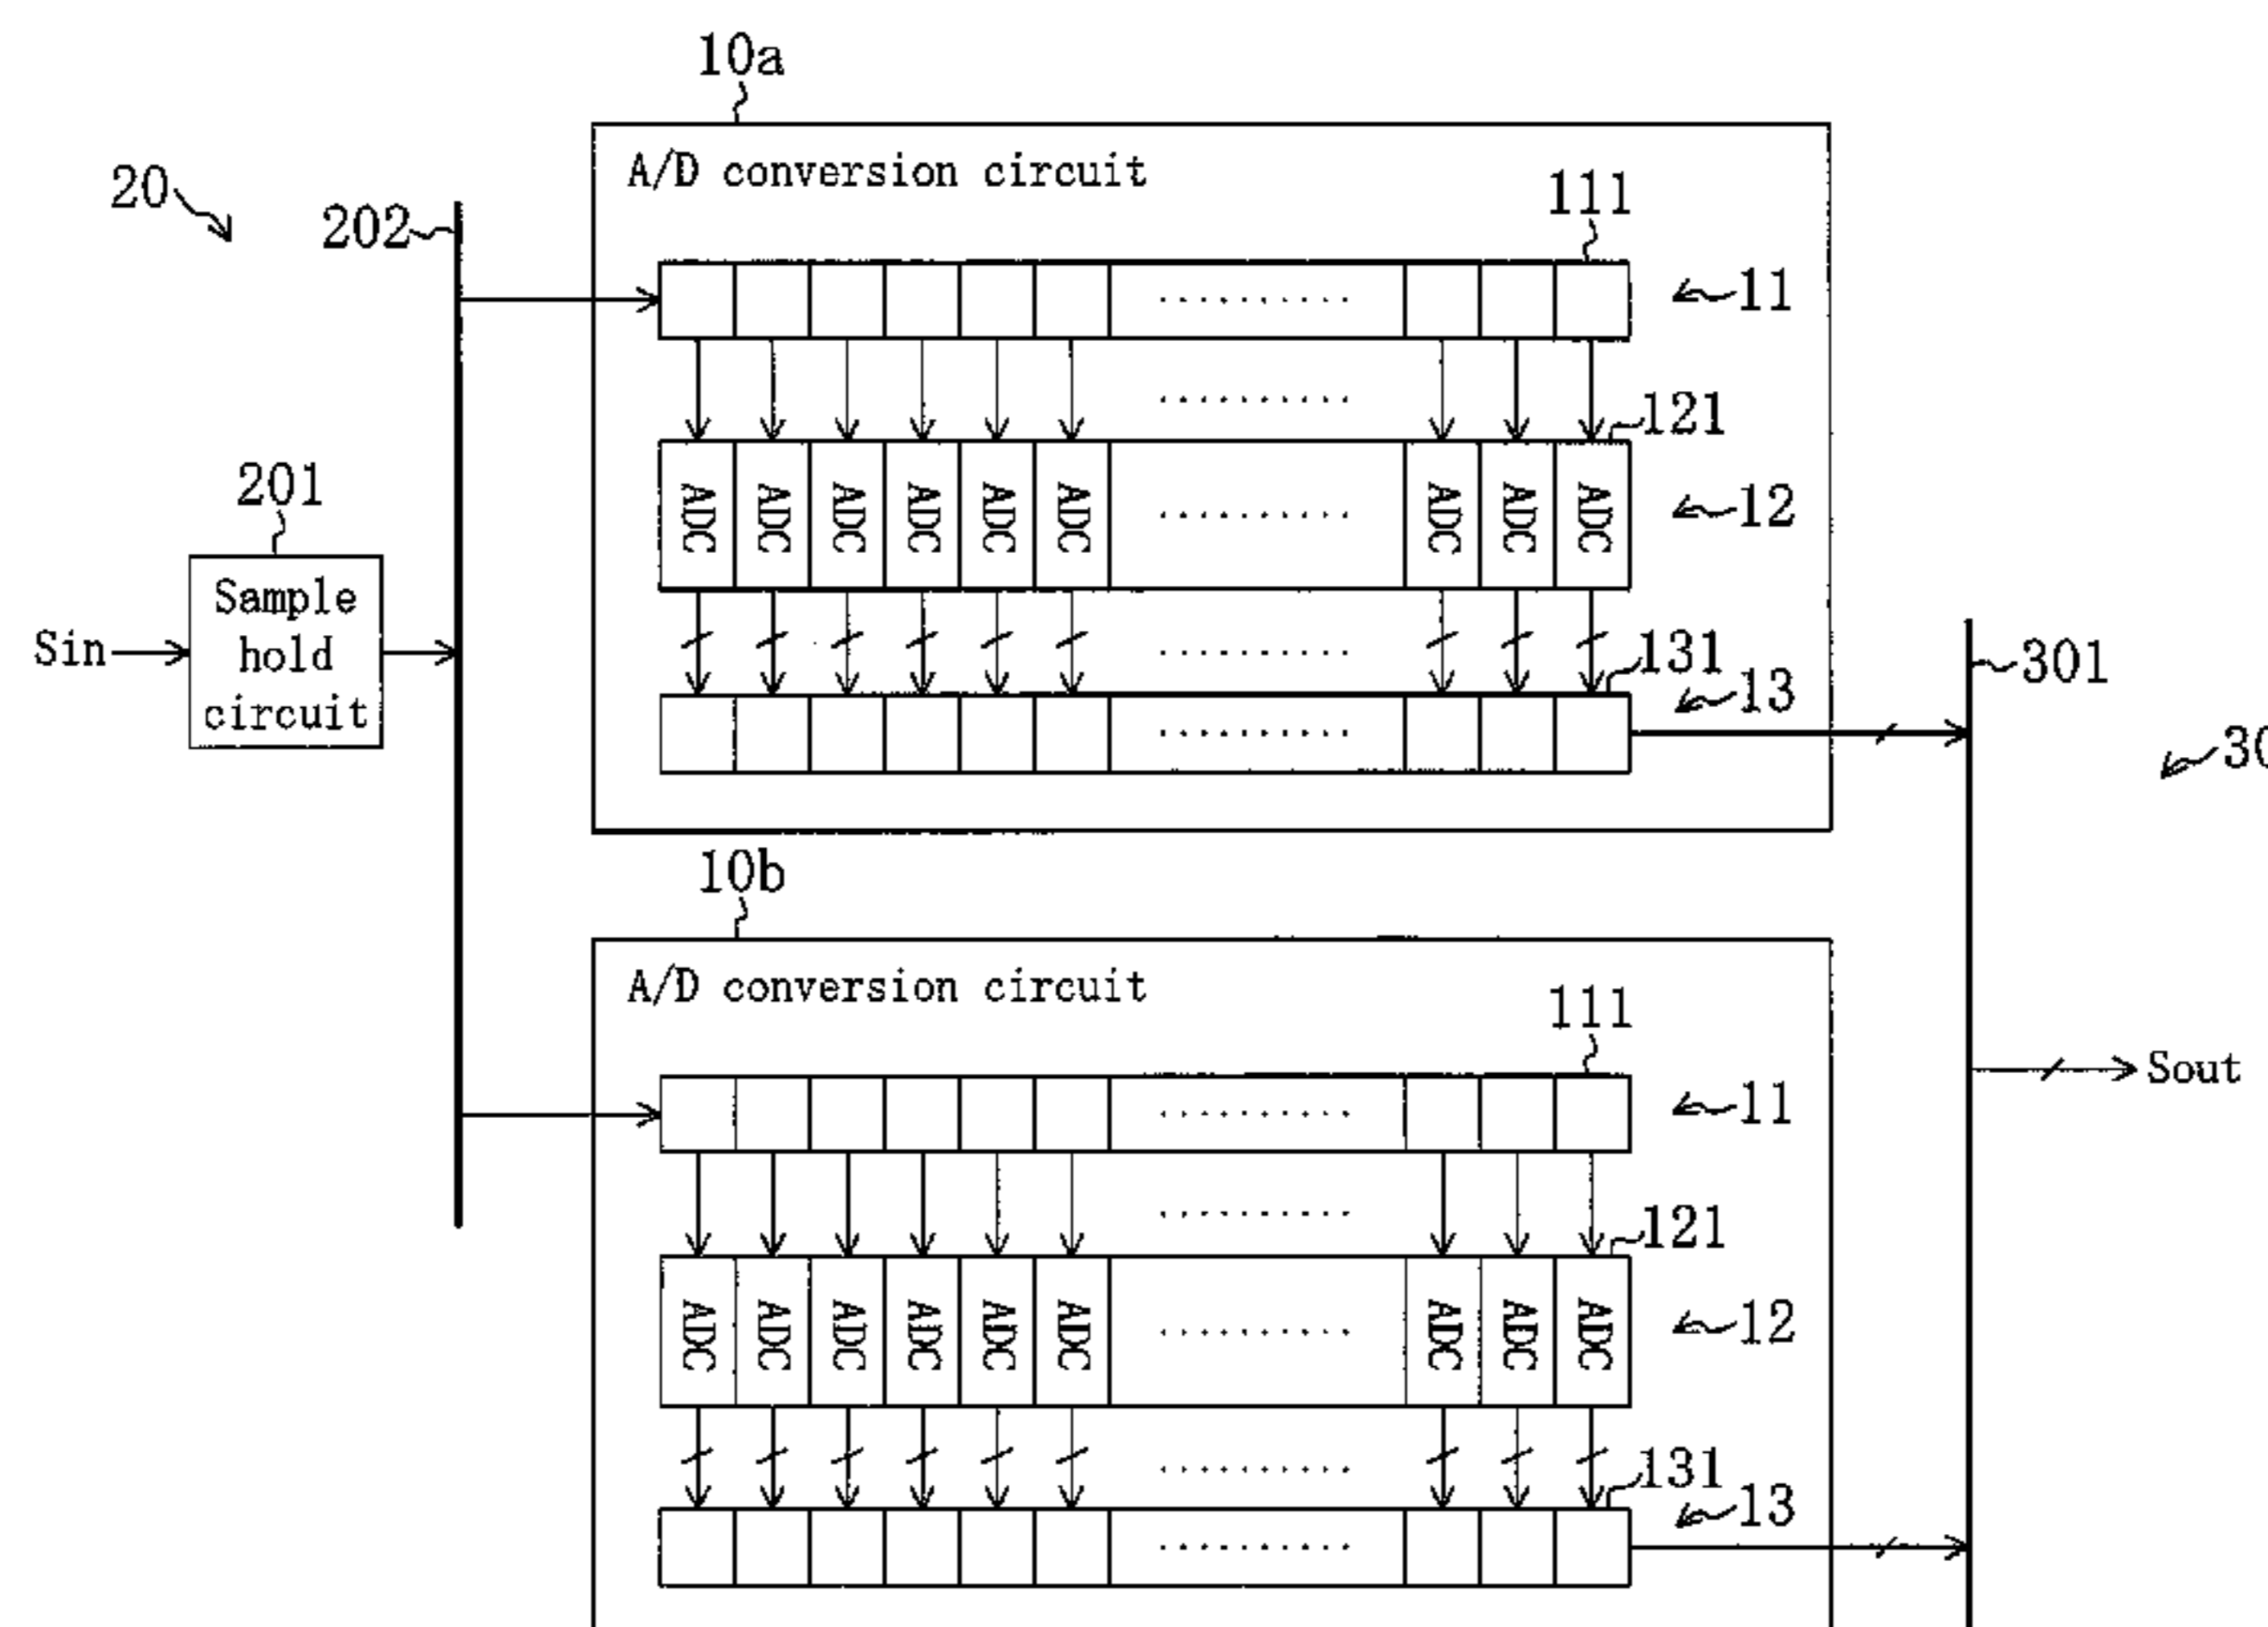 10a
20
202
A/D conversion circuit
111
11
121
ADC ADC ADC ADC ADC ADC ADC ADC ADC
12
201
Sample
hold
circuit
Sin
131
13
301
30
10b
A/D conversion circuit
111
11
Sout
121
ADC ADC ADC ADC ADC ADC ADC ADC ADC
12
131
13